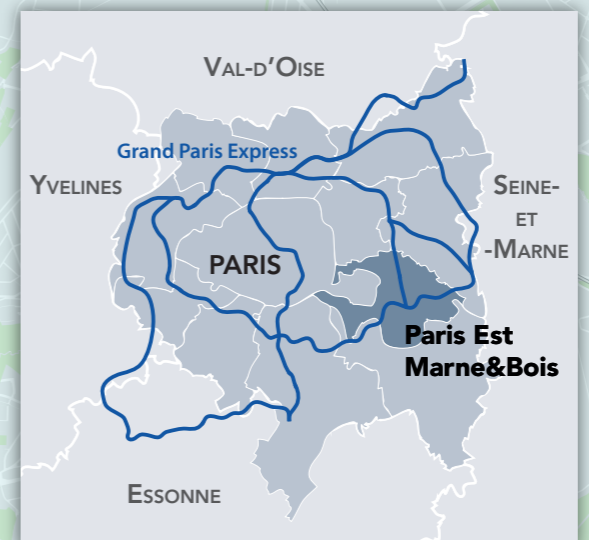 VAL-D'OISE
Grand Paris Express
YVELINES
SEINE-
ET
-MARNE
PARIS
Paris Est
Marne&Bois
ESSONNE